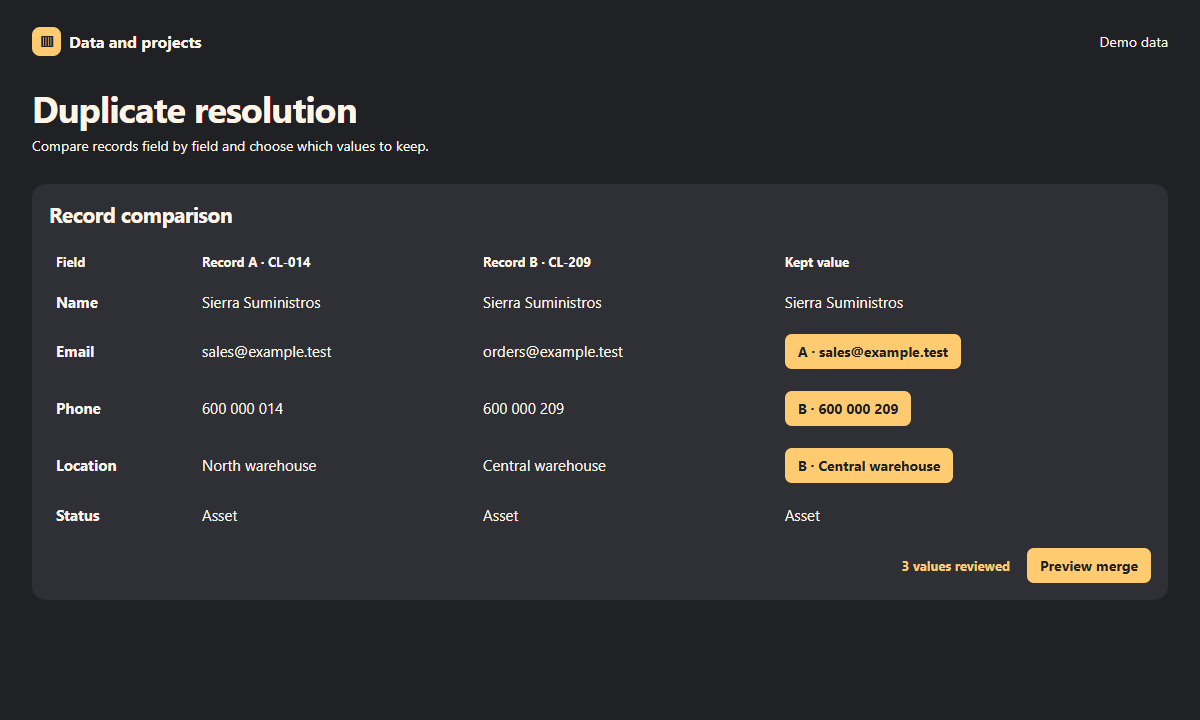 Data and projects
Demo data
Duplicate resolution
Compare records field by field and choose which values to keep.
Record comparison
Field Record A · CL-014 Record B · CL-209 Kept value
Name Sierra Suministros Sierra Suministros Sierra Suministros
Email sales@example.test orders@example.test A · sales@example.test
Phone 600 000 014 600 000 209 B · 600 000 209
Location North warehouse Central warehouse B · Central warehouse
Status Asset Asset Asset
3 values reviewed Preview merge